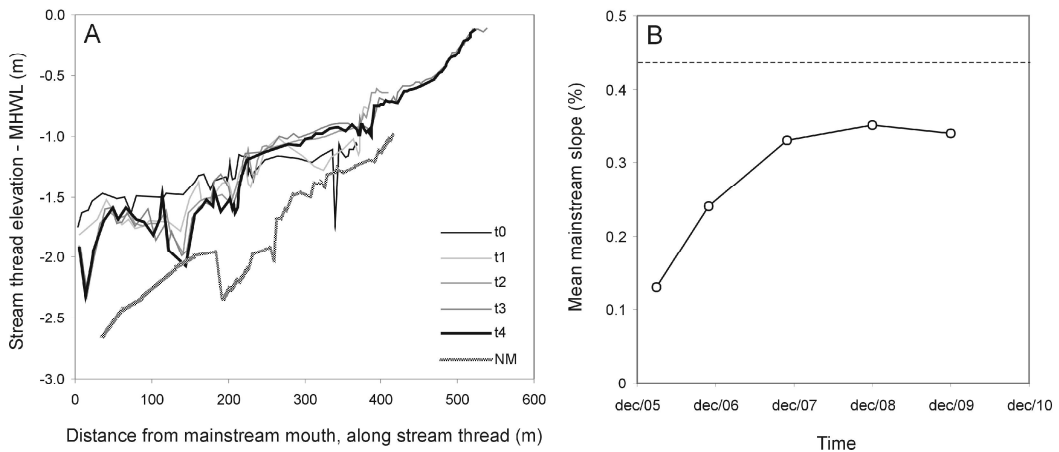 A
Stream thread elevation - MHWL (m)
0.0
-0.5
-1.0
-1.5
-2.0
-2.5
-3.0
t0
t1
t2
t3
t4
NM
0 100 200 300 400 500 600
Distance from mainstream mouth, along stream thread (m)
B
Mean mainstream slope (%)
0.5
0.4
0.3
0.2
0.1
0
dec/05 dec/06 dec/07 dec/08 dec/09 dec/10
Time